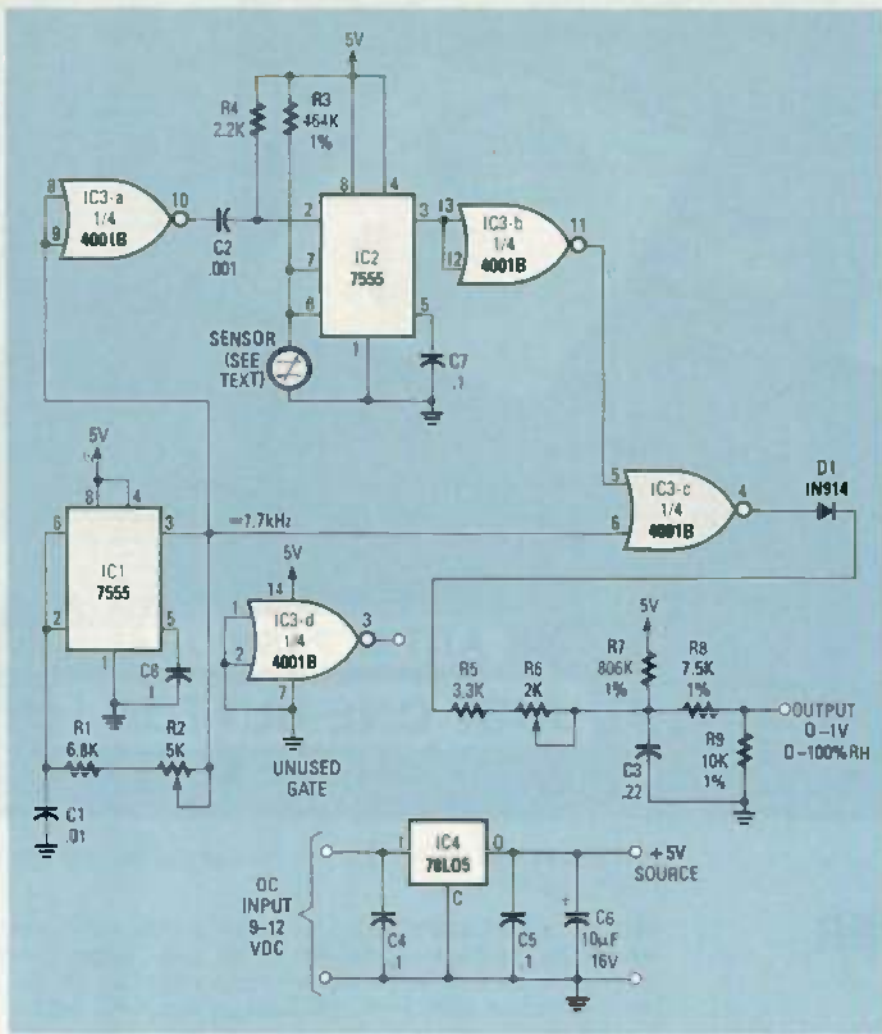 5V
R4
2.2K
R3
464K
1%
8
9
IC3-a
1/4
4001B
10
C2
.001
8
4
2
7
6
IC2
7555
3
5
1
13
12
IC3-b
1/4
4001B
11
SENSOR
(SEE
TEXT)
C7
.1
5V
8
4
6
2
IC1
7555
3
5
1
≈7.7kHz
5
6
IC3-c
1/4
4001B
4
D1
IN914
C8
.1
R1
6.8K
R2
5K
C1
.01
5V
14
1
2
IC3-d
1/4
4001B
3
7
UNUSED
GATE
R5
3.3K
R6
2K
5V
R7
806K
1%
R8
7.5K
1%
C3
.22
R9
10K
1%
OUTPUT
0-1V
0-100%RH
DC
INPUT
9-12
VDC
I
IC4
78L05
O
C
C4
.1
C5
.1
+
C6
10µF
16V
+5V
SOURCE